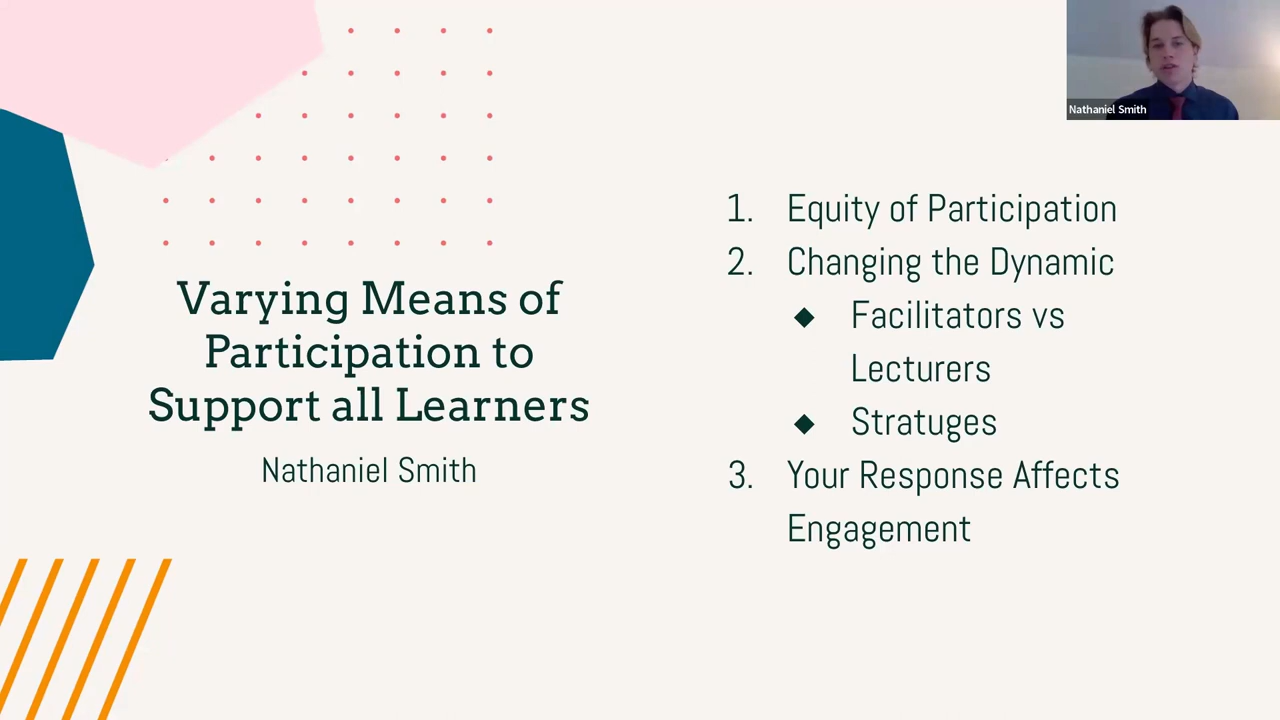 Nathaniel Smith
Varying Means of
Participation to
Support all Learners
Nathaniel Smith
1. Equity of Participation
2. Changing the Dynamic
◆ Facilitators vs
Lecturers
◆ Stratuges
3. Your Response Affects
Engagement